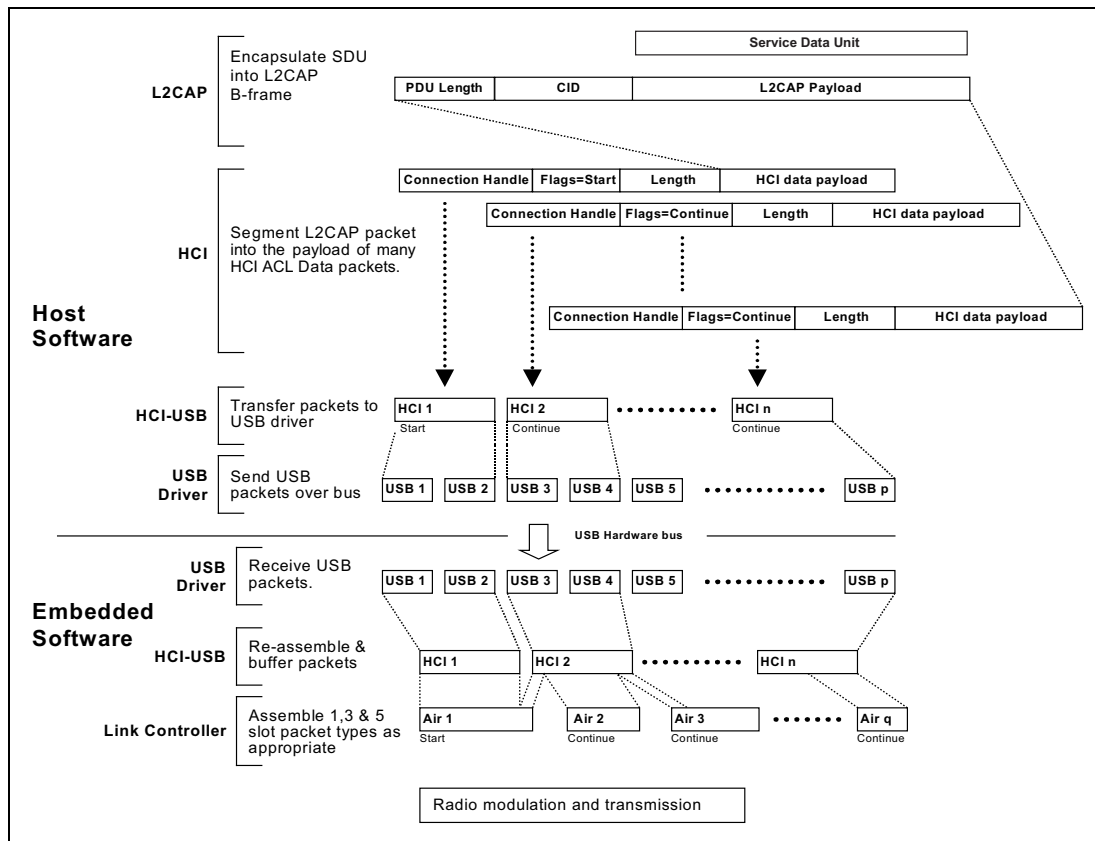 Service Data Unit
L2CAP
Encapsulate SDU
into L2CAP
B-frame
PDU Length
CID
L2CAP Payload
Connection Handle
Flags=Start
Length
HCI data payload
Connection Handle
Flags=Continue
Length
HCI data payload
HCI
Segment L2CAP packet
into the payload of many
HCI ACL Data packets.
Host
Software
Connection Handle
Flags=Continue
Length
HCI data payload
HCI-USB
Transfer packets to
USB driver
HCI 1
HCI 2
HCI n
Start
Continue
Continue
USB
Driver
Send USB
packets over bus
USB 1
USB 2
USB 3
USB 4
USB 5
USB p
USB Hardware bus
USB
Driver
Receive USB
packets.
USB 1
USB 2
USB 3
USB 4
USB 5
USB p
Embedded
Software
HCI-USB
Re-assemble &
buffer packets
HCI 1
HCI 2
HCI n
Link Controller
Assemble 1,3 & 5
slot packet types as
appropriate
Air 1
Air 2
Air 3
Air q
Start
Continue
Continue
Continue
Radio modulation and transmission